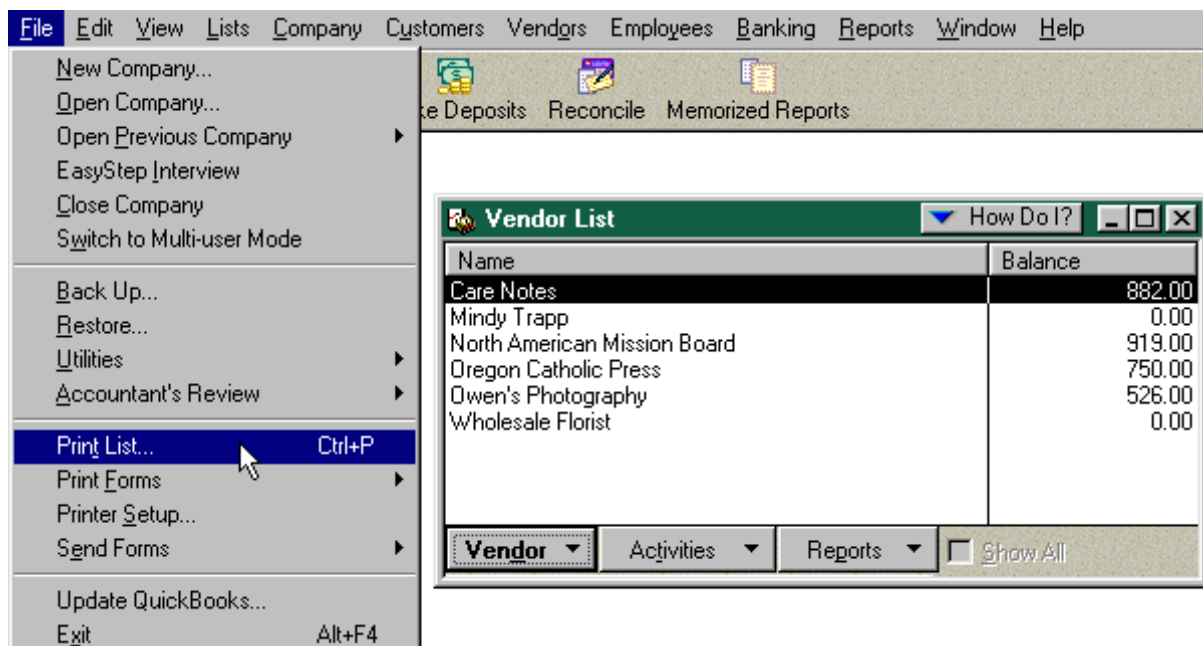 File Edit View Lists Company Customers Vendors Employees Banking Reports Window Help
New Company...
Open Company...
Open Previous Company
EasyStep Interview
Close Company
Switch to Multi-user Mode
Back Up...
Restore...
Utilities
Accountant's Review
Print List... Ctrl+P
Print Forms
Printer Setup...
Send Forms
Update QuickBooks...
Exit Alt+F4
Deposits Reconcile Memorized Reports
Vendor List How Do I?
Name Balance
Care Notes 882.00
Mindy Trapp 0.00
North American Mission Board 919.00
Oregon Catholic Press 750.00
Owen's Photography 526.00
Wholesale Florist 0.00
Vendor Activities Reports Show All